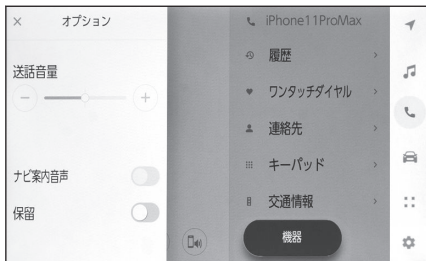 × オプション
送話音量
ナビ案内音声
保留
iPhone11ProMax
履歴
ワンタッチダイヤル
連絡先
キーパッド
交通情報
機器